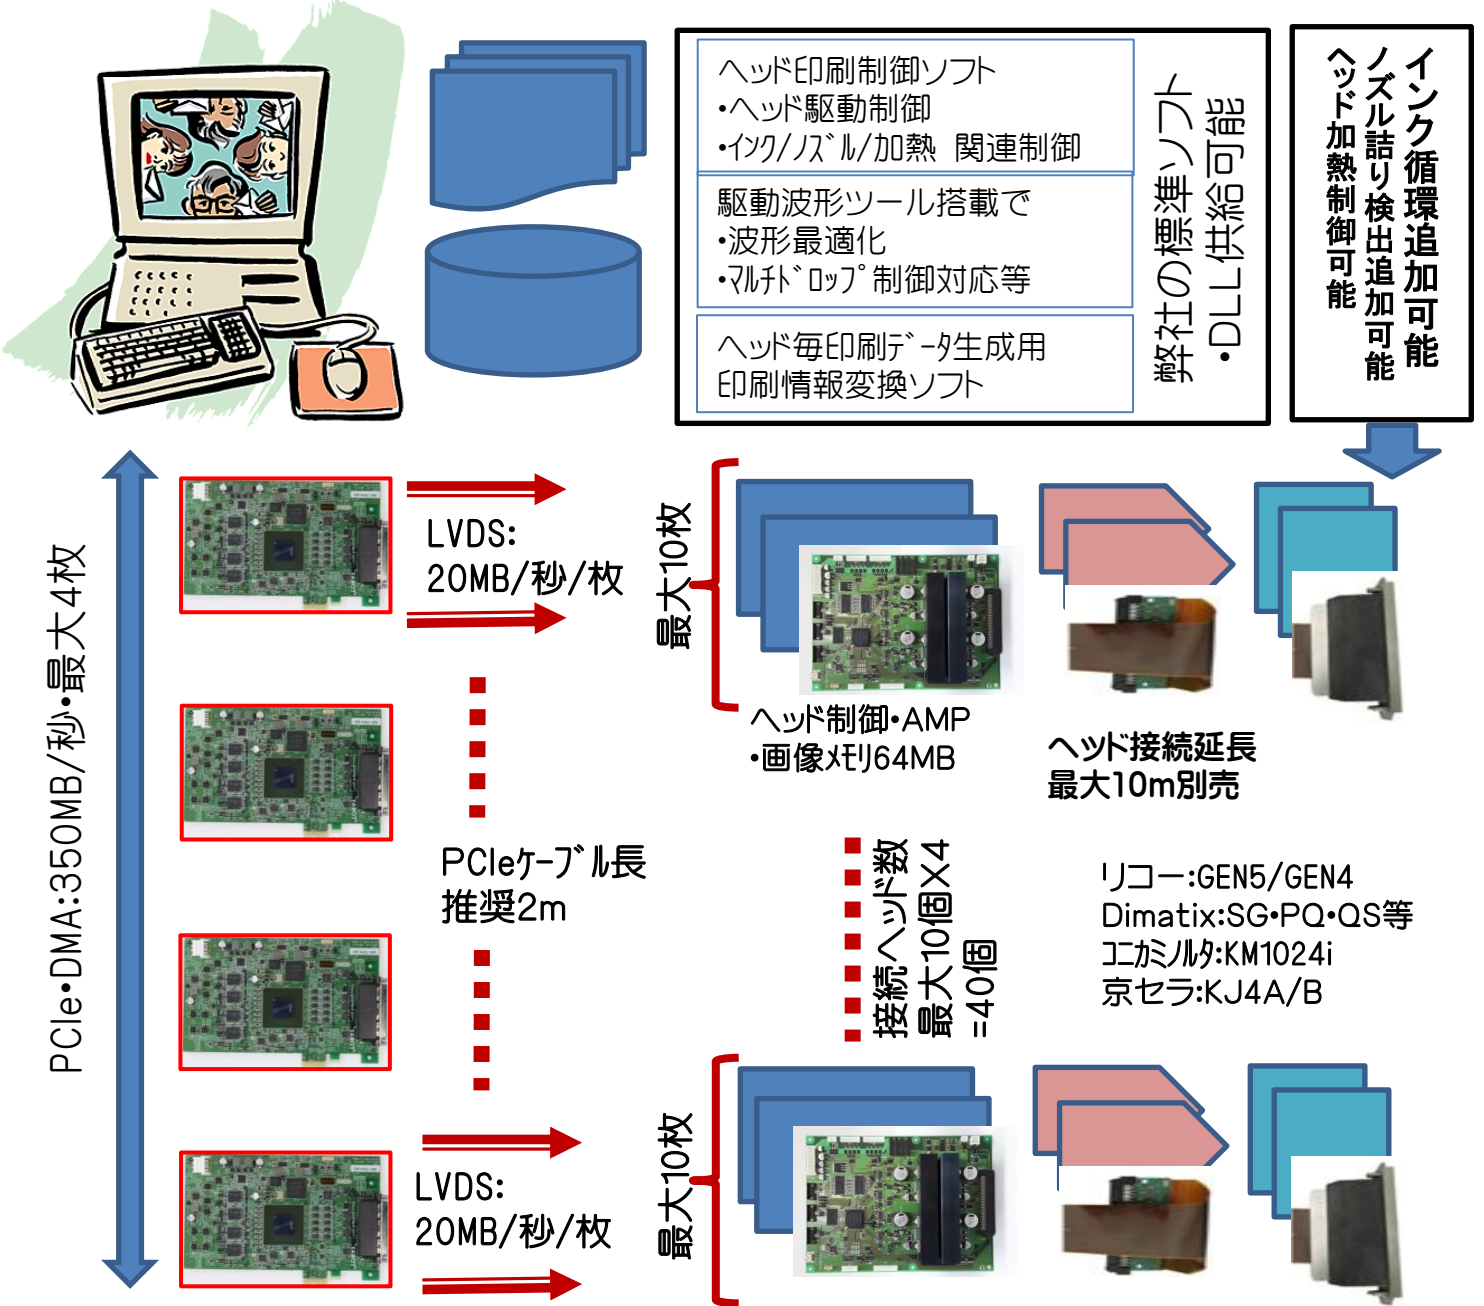 ヘッド印刷制御ソフト
・ヘッド駆動制御
・ｲﾝｸ/ﾉｽﾞﾙ/加熱 関連制御
駆動波形ツール搭載で
・波形最適化
・ﾏﾙﾁﾄﾞﾛｯﾌﾟ制御対応等
ヘッド毎印刷ﾃﾞｰﾀ生成用
印刷情報変換ソフト
弊社の標準ソフト
・DLL供給可能
インク循環追加可能
ノズル詰り検出追加可能
ヘッド加熱制御可能
PCIe・DMA:350MB/秒・最大4枚
LVDS:
20MB/秒/枚
最大10枚
ヘッド制御・AMP
・画像ﾒﾓﾘ64MB
ヘッド接続延長
最大10m別売
PCIeｹｰﾌﾞﾙ長
推奨2m
接続ヘッド数
最大10個X4
=40個
リコー:GEN5/GEN4
Dimatix:SG・PQ・QS等
ｺﾆｶﾐﾉﾙﾀ:KM1024i
京セラ:KJ4A/B
LVDS:
20MB/秒/枚
最大10枚